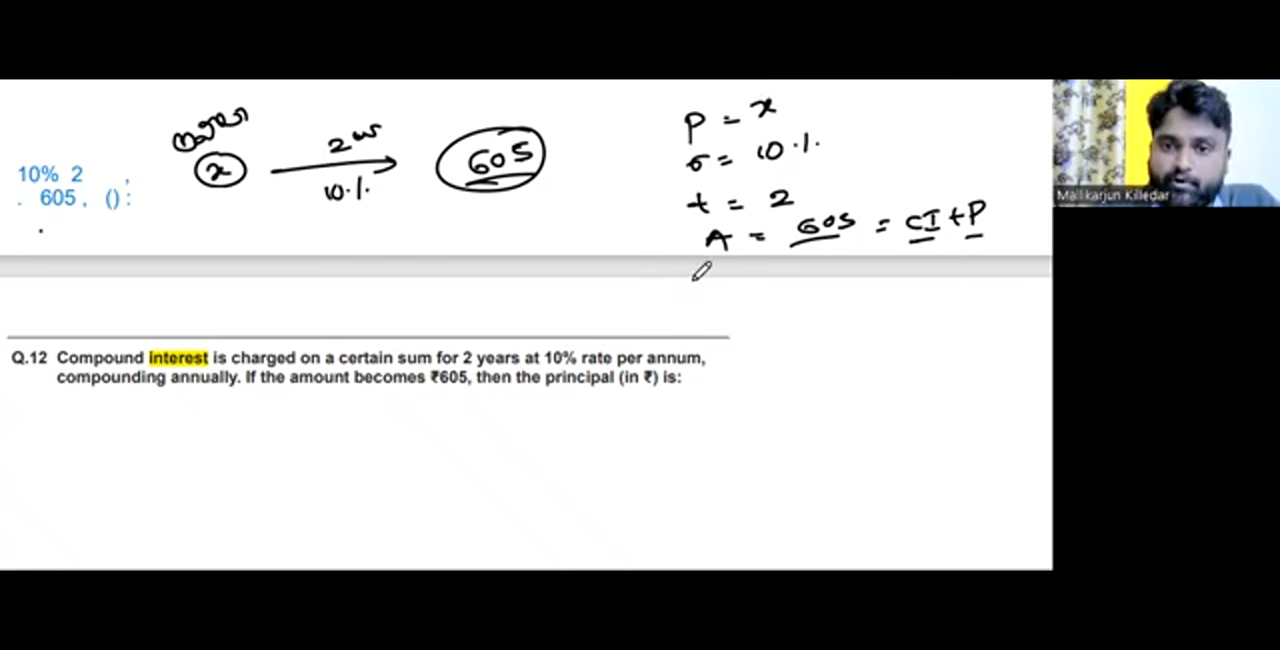 x
2
10%
605
P = x
r = 10%
t = 2
A = 605 = CI + P
10% 2 ,
. 605 , () :
.
Mallikarjun Killedar
Q.12 Compound interest is charged on a certain sum for 2 years at 10% rate per annum,
compounding annually. If the amount becomes ₹605, then the principal (in ₹) is: